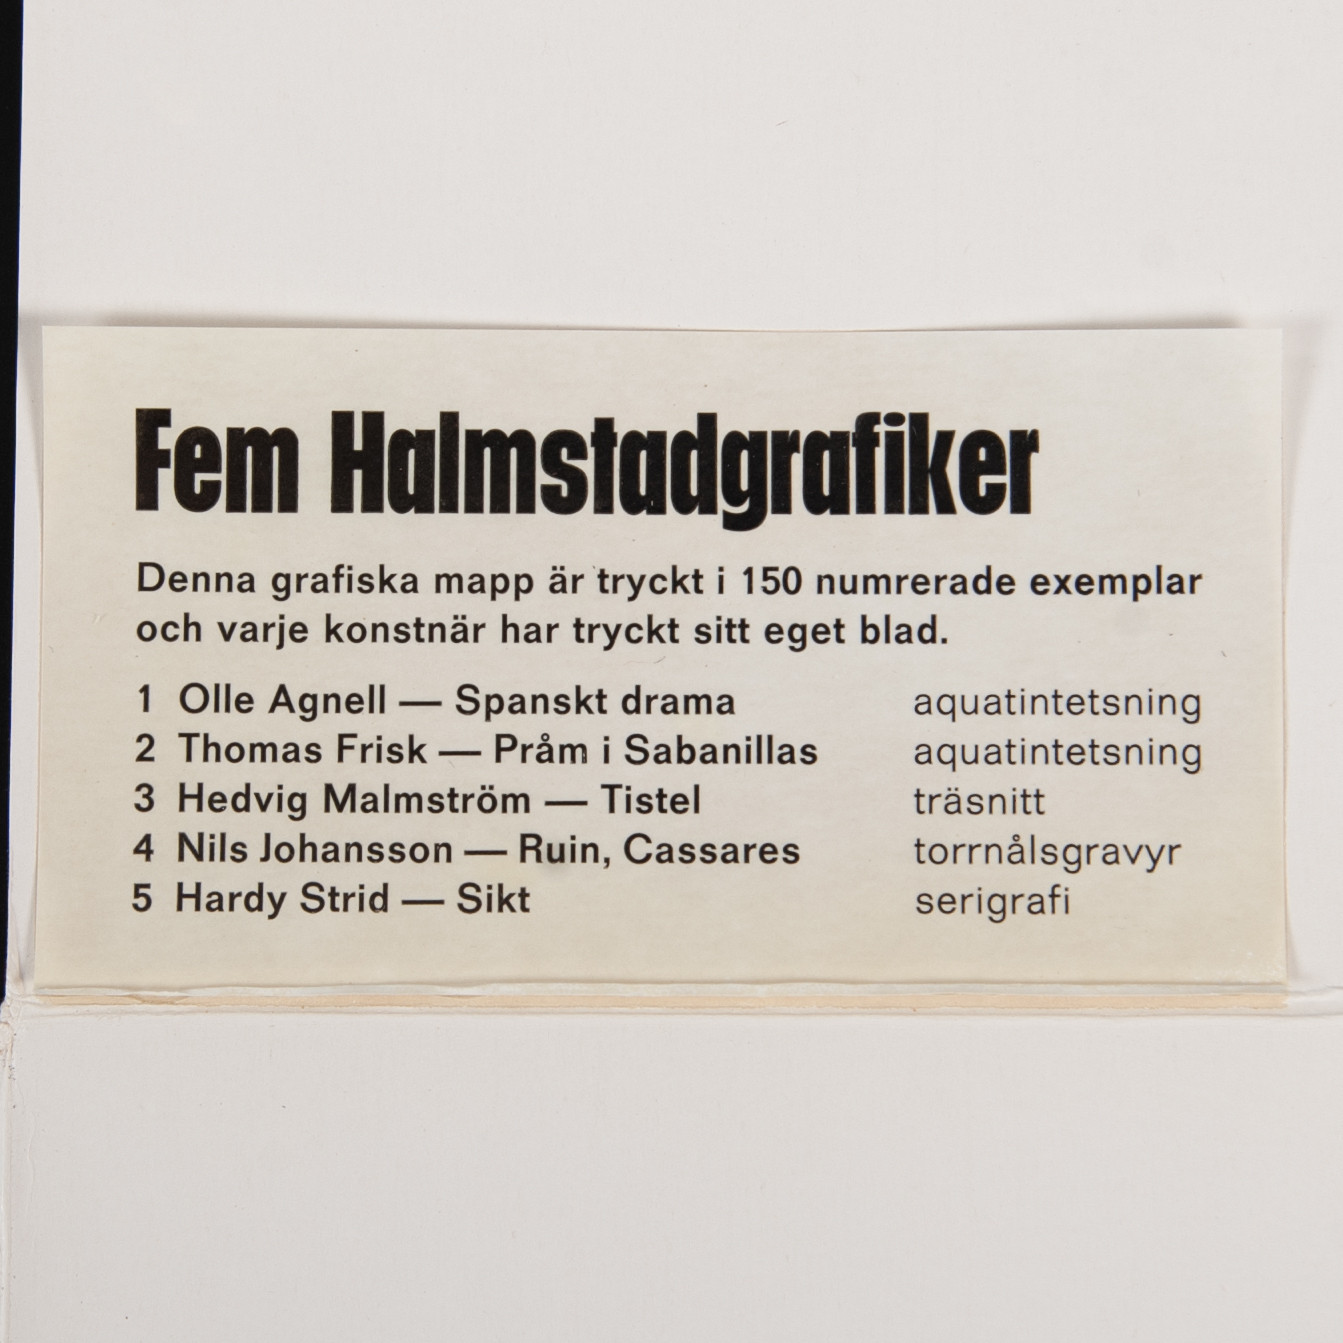 Fem Halmstadgrafiker
Denna grafiska mapp är tryckt i 150 numrerade exemplar
och varje konstnär har tryckt sitt eget blad.
1 Olle Agnell — Spanskt drama aquatintetsning
2 Thomas Frisk — Pråm i Sabanillas aquatintetsning
3 Hedvig Malmström — Tistel träsnitt
4 Nils Johansson — Ruin, Cassares torrnålsgravyr
5 Hardy Strid — Sikt serigrafi